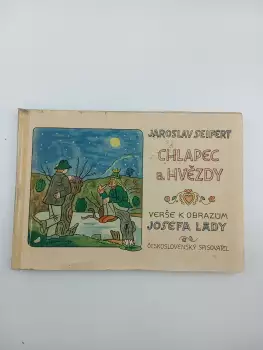 JAROSLAV SEIFERT
CHLAPEC
a HVĚZDY
VERŠE K OBRAZŮM
JOSEFA LADY
ČESKOSLOVENSKÝ SPISOVATEL